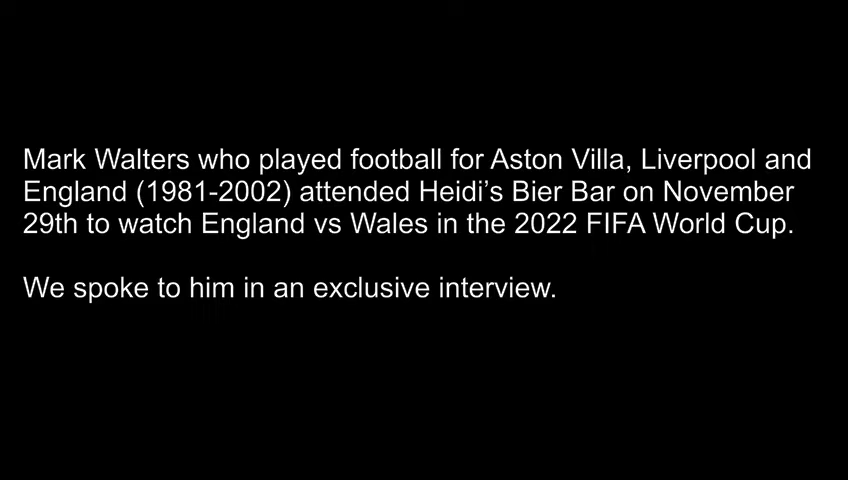 Mark Walters who played football for Aston Villa, Liverpool and
England (1981-2002) attended Heidi’s Bier Bar on November
29th to watch England vs Wales in the 2022 FIFA World Cup.
We spoke to him in an exclusive interview.